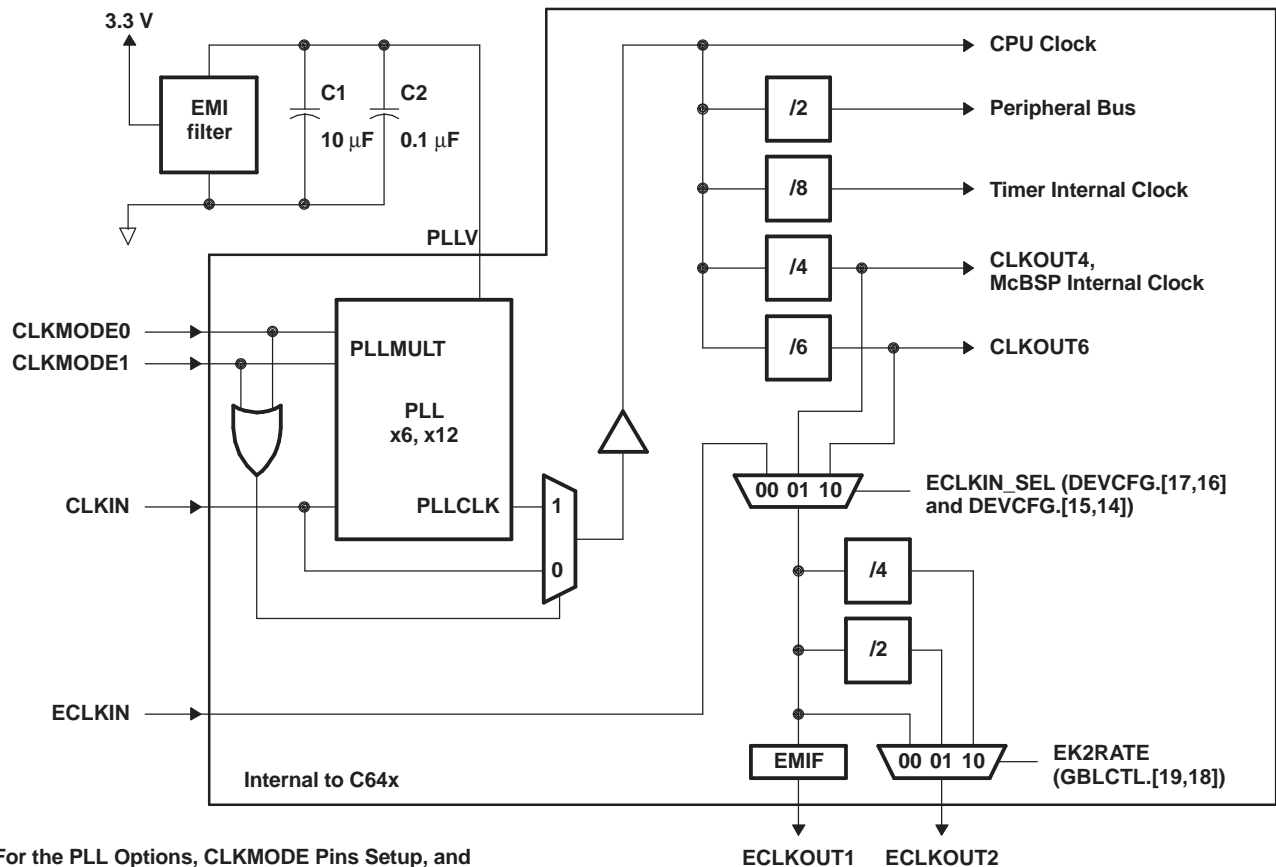 3.3 V
EMI
filter
C1
10 μF
C2
0.1 μF
PLLV
CPU Clock
/2
Peripheral Bus
/8
Timer Internal Clock
/4
CLKOUT4,
McBSP Internal Clock
/6
CLKOUT6
CLKMODE0
CLKMODE1
PLLMULT
PLL
x6, x12
CLKIN
PLLCLK
1
0
00 01 10
ECLKIN_SEL (DEVCFG.[17,16]
and DEVCFG.[15,14])
/4
/2
ECLKIN
EMIF
00 01 10
EK2RATE
(GBLCTL.[19,18])
Internal to C64x
ECLKOUT1
ECLKOUT2
For the PLL Options, CLKMODE Pins Setup, and